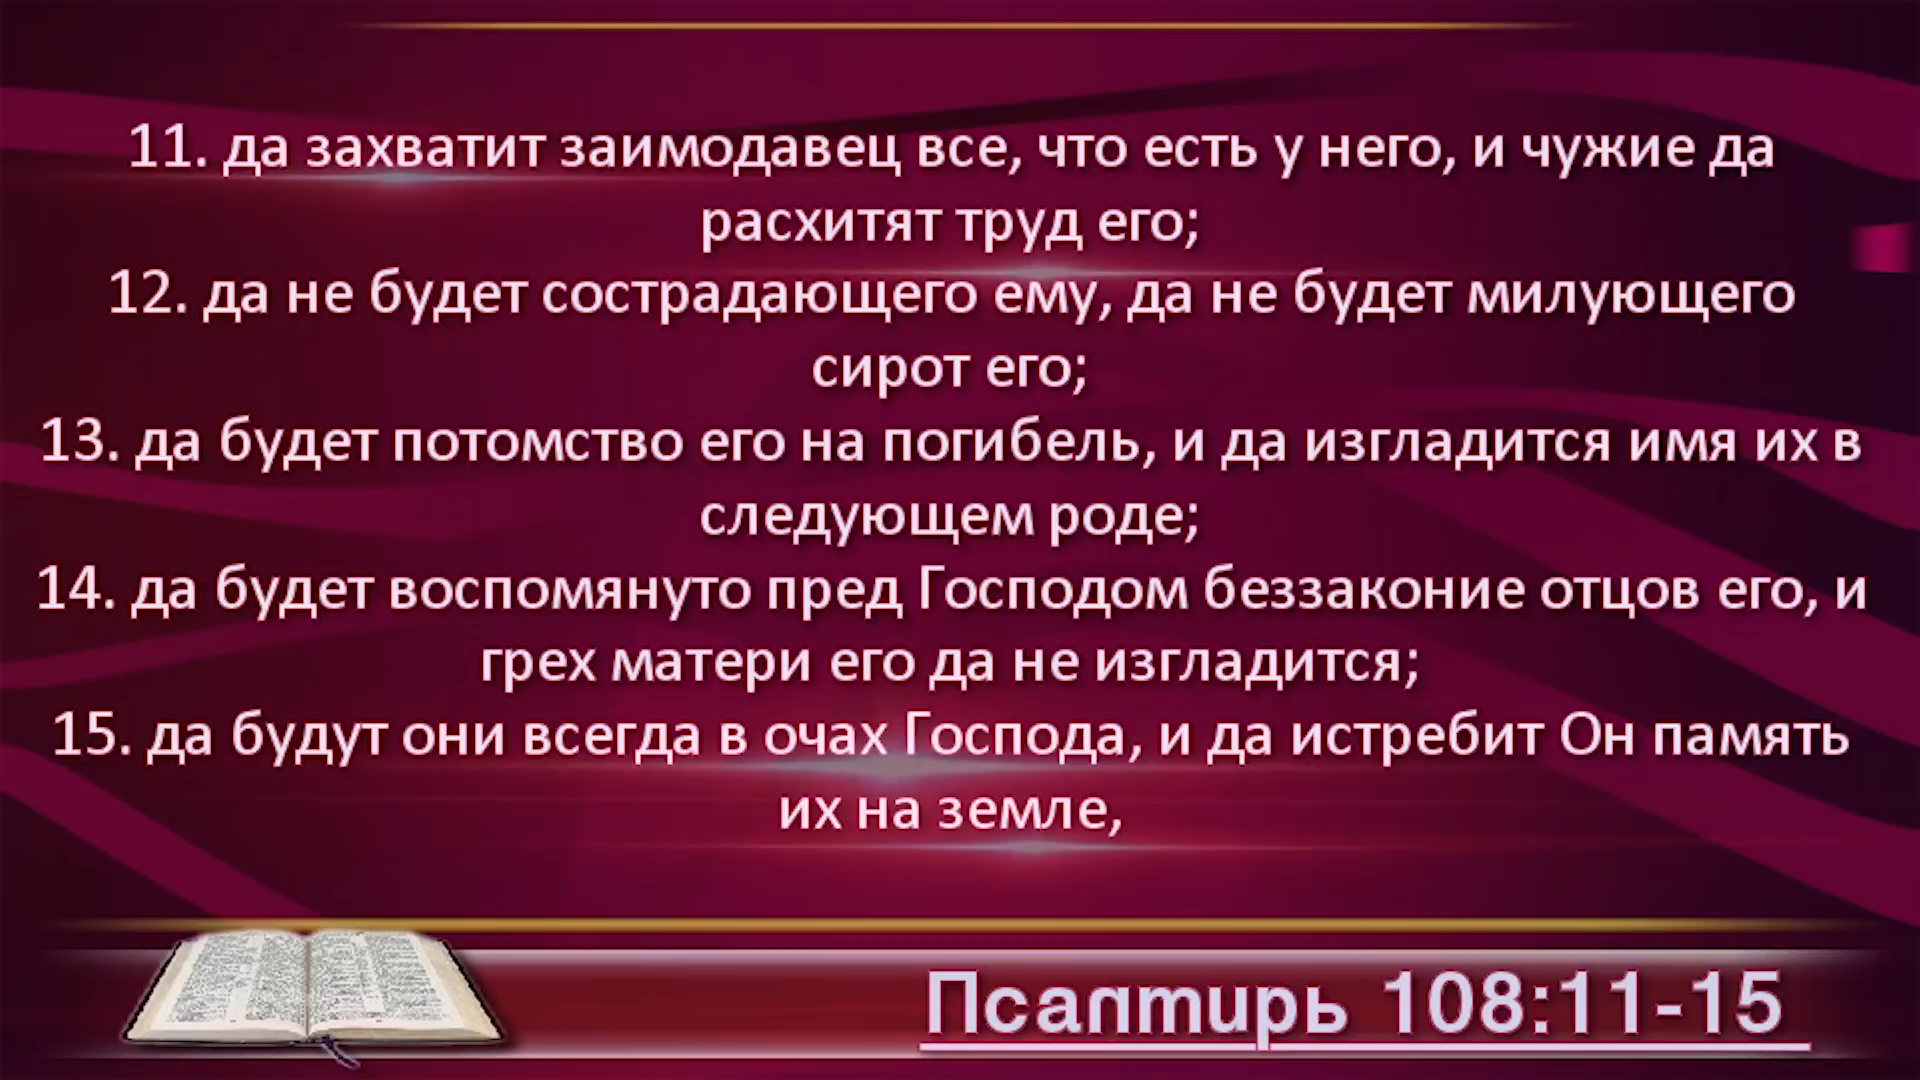 11. да захватит заимодавец все, что есть у него, и чужие да
расхитят труд его;
12. да не будет сострадающего ему, да не будет милующего
сирот его;
13. да будет потомство его на погибель, и да изгладится имя их в
следующем роде;
14. да будет воспомянуто пред Господом беззаконие отцов его, и
грех матери его да не изгладится;
15. да будут они всегда в очах Господа, и да истребит Он память
их на земле,
Псалтирь 108:11-15